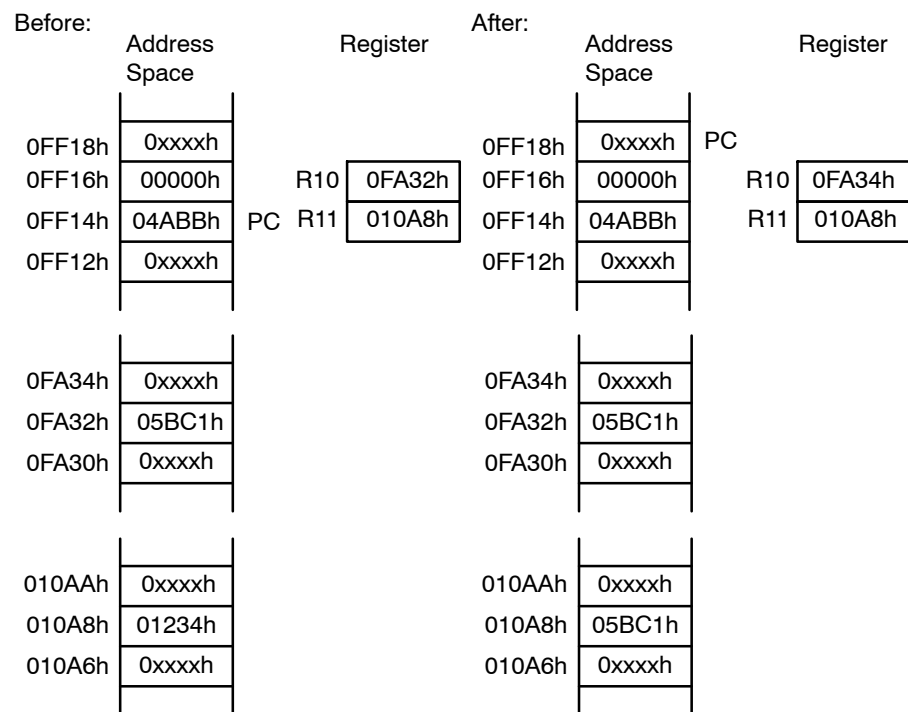 Before:
Address
Space
Register
0FF18h 0xxxxh
0FF16h 00000h
0FF14h 04ABBh PC
0FF12h 0xxxxh
R10 0FA32h
R11 010A8h
0FA34h 0xxxxh
0FA32h 05BC1h
0FA30h 0xxxxh
010AAh 0xxxxh
010A8h 01234h
010A6h 0xxxxh
After:
Address
Space
Register
0FF18h 0xxxxh PC
0FF16h 00000h
0FF14h 04ABBh
0FF12h 0xxxxh
R10 0FA34h
R11 010A8h
0FA34h 0xxxxh
0FA32h 05BC1h
0FA30h 0xxxxh
010AAh 0xxxxh
010A8h 05BC1h
010A6h 0xxxxh